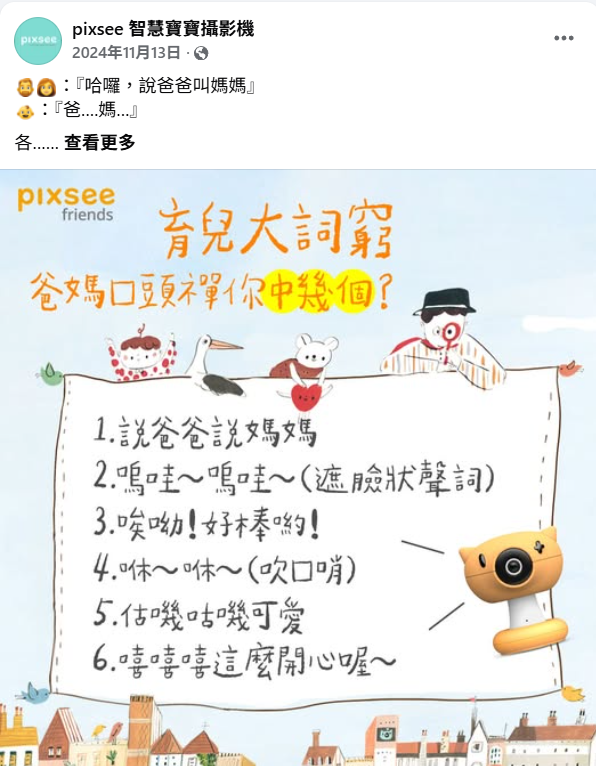 pixsee
pixsee 智慧寶寶攝影機
2024年11月13日 ·
：『哈囉，說爸爸叫媽媽』
：『爸....媽...』
各...... 查看更多
pixsee
friends
育兒大詞窮
爸媽口頭禪你中幾個?
1.說爸爸說媽媽
2.嗚哇~嗚哇~(遮臉狀聲詞)
3.唉呦!好棒喲!
4.咻~咻~(吹口哨)
5.估嘰咕嘰可愛
6.嘻嘻嘻這麼開心喔~